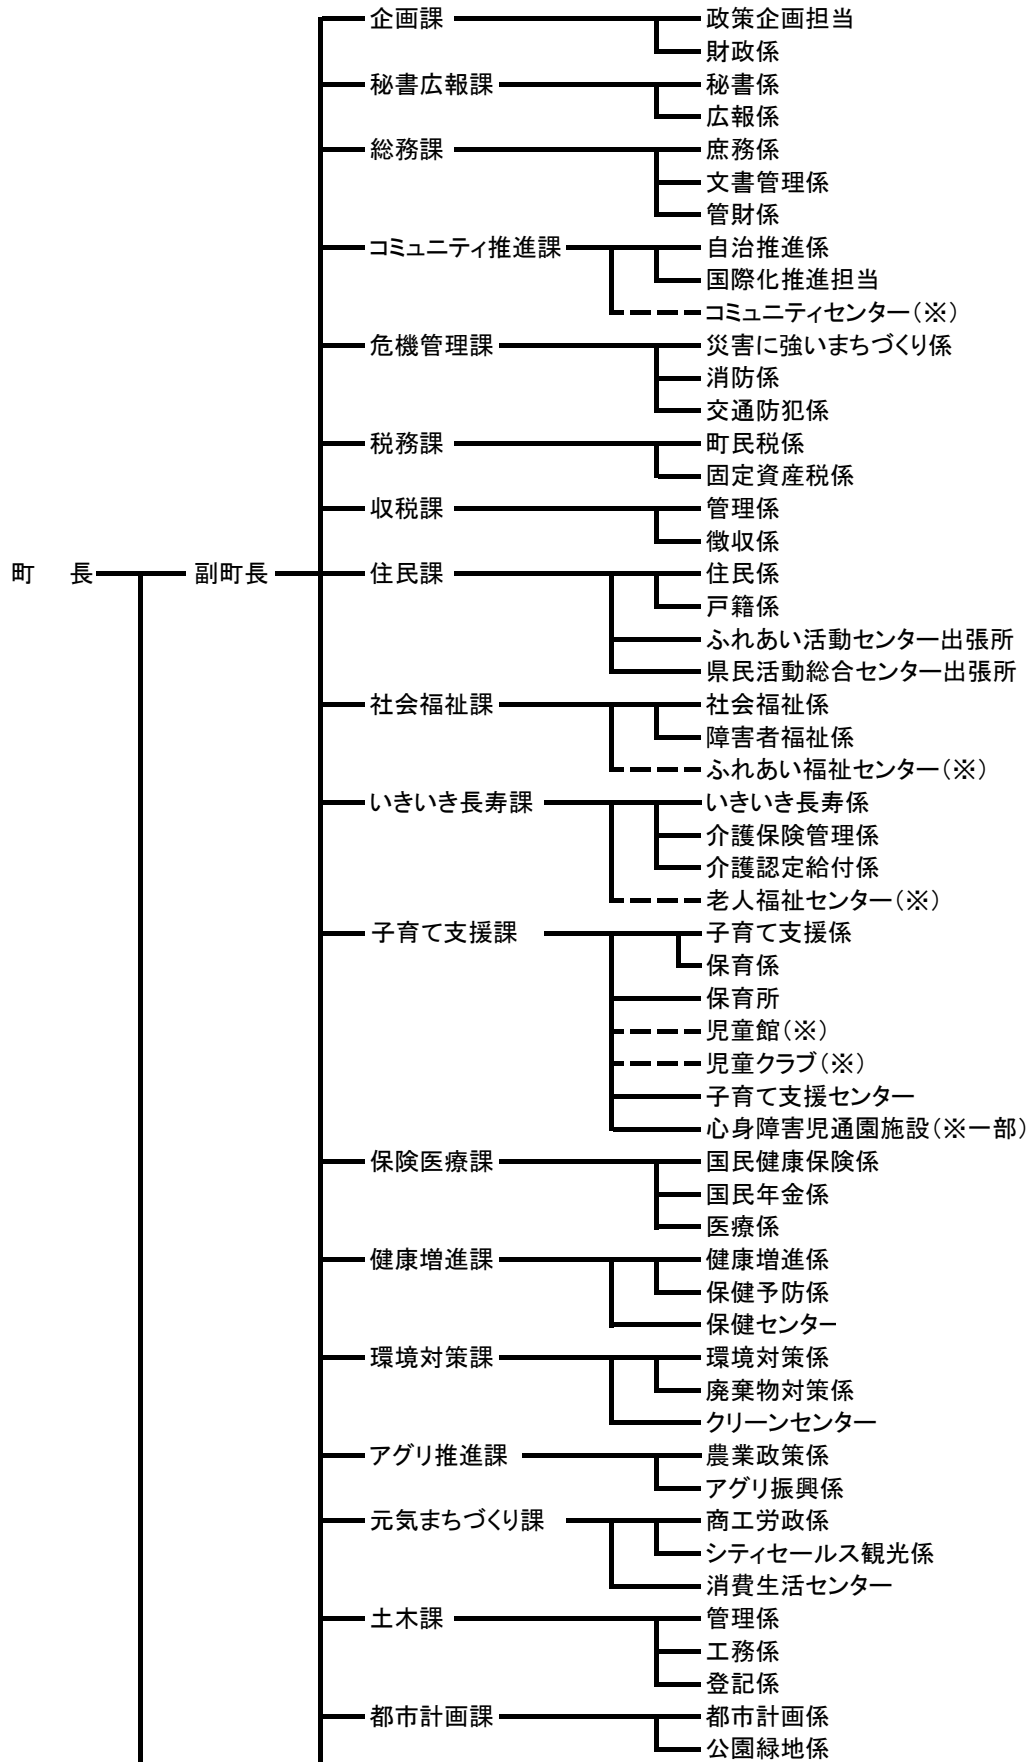 企画課 政策企画担当
財政係
秘書広報課 秘書係
広報係
総務課 庶務係
文書管理係
管財係
コミュニティ推進課 自治推進係
国際化推進担当
コミュニティセンター(※)
危機管理課 災害に強いまちづくり係
消防係
交通防犯係
税務課 町民税係
固定資産税係
収税課 管理係
徴収係
町　長 副町長 住民課 住民係
戸籍係
ふれあい活動センター出張所
県民活動総合センター出張所
社会福祉課 社会福祉係
障害者福祉係
ふれあい福祉センター(※)
いきいき長寿課 いきいき長寿係
介護保険管理係
介護認定給付係
老人福祉センター(※)
子育て支援課 子育て支援係
保育係
保育所
児童館(※)
児童クラブ(※)
子育て支援センター
心身障害児通園施設(※一部)
保険医療課 国民健康保険係
国民年金係
医療係
健康増進課 健康増進係
保健予防係
保健センター
環境対策課 環境対策係
廃棄物対策係
クリーンセンター
アグリ推進課 農業政策係
アグリ振興係
元気まちづくり課 商工労政係
シティセールス観光係
消費生活センター
土木課 管理係
工務係
登記係
都市計画課 都市計画係
公園緑地係